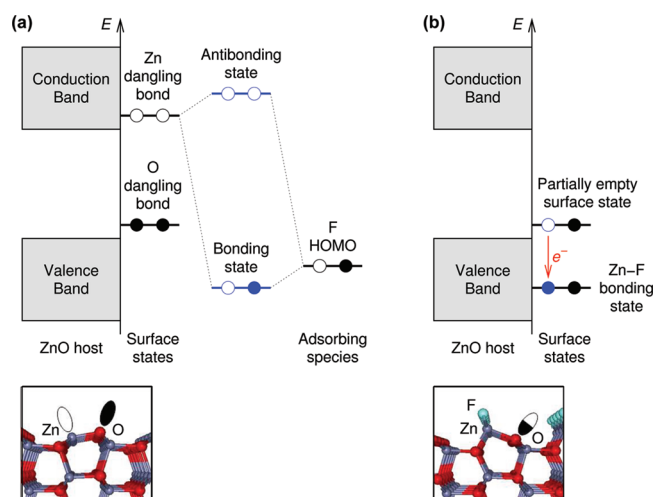 (a)
E
Conduction
Band
Zn
dangling
bond
Antibonding
state
O
dangling
bond
Bonding
state
F
HOMO
Valence
Band
ZnO host
Surface
states
Adsorbing
species
Zn
O
(b)
E
Conduction
Band
Partially empty
surface state
e−
Valence
Band
Zn−F
bonding
state
ZnO host
Surface
states
F
Zn
O